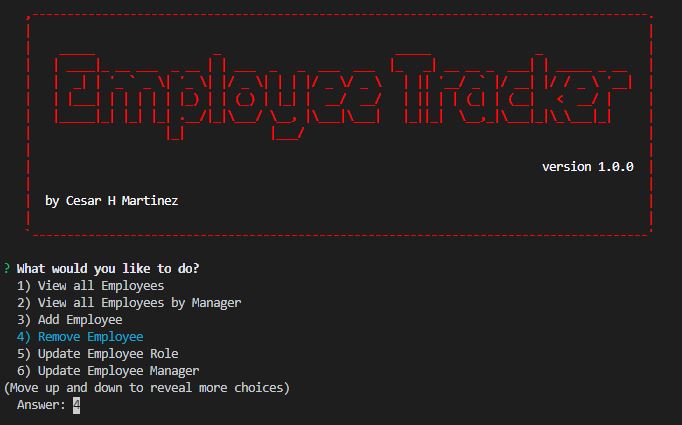 Employee Tracker
version 1.0.0
by Cesar H Martinez
? What would you like to do?
1) View all Employees
2) View all Employees by Manager
3) Add Employee
4) Remove Employee
5) Update Employee Role
6) Update Employee Manager
(Move up and down to reveal more choices)
Answer: 4